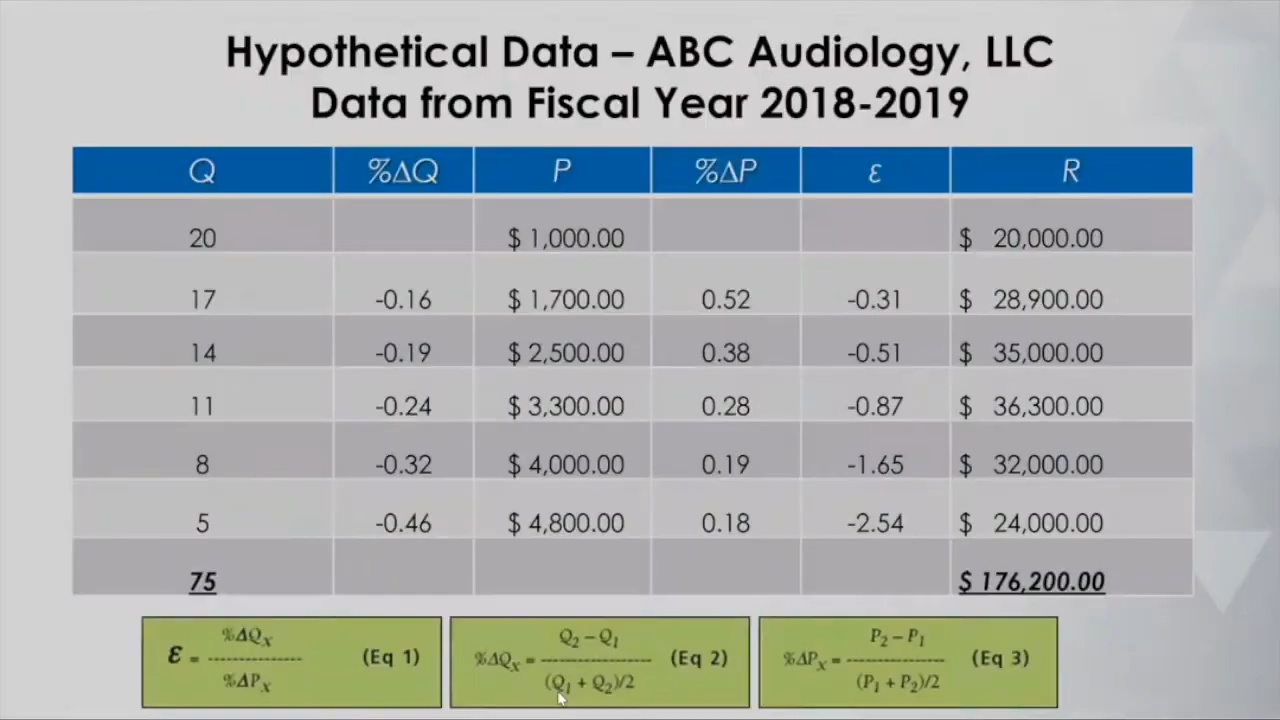 Hypothetical Data – ABC Audiology, LLC
Data from Fiscal Year 2018-2019
Q %ΔQ P %ΔP ε R
20 $ 1,000.00 $ 20,000.00
17 -0.16 $ 1,700.00 0.52 -0.31 $ 28,900.00
14 -0.19 $ 2,500.00 0.38 -0.51 $ 35,000.00
11 -0.24 $ 3,300.00 0.28 -0.87 $ 36,300.00
8 -0.32 $ 4,000.00 0.19 -1.65 $ 32,000.00
5 -0.46 $ 4,800.00 0.18 -2.54 $ 24,000.00
75 $ 176,200.00
%ΔQX
ε = ------------- (Eq 1)
%ΔPX
Q2 – Q1
%ΔQX = --------------- (Eq 2)
(Q1 + Q2)/2
P2 – P1
%ΔPX = ------------- (Eq 3)
(P1 + P2)/2